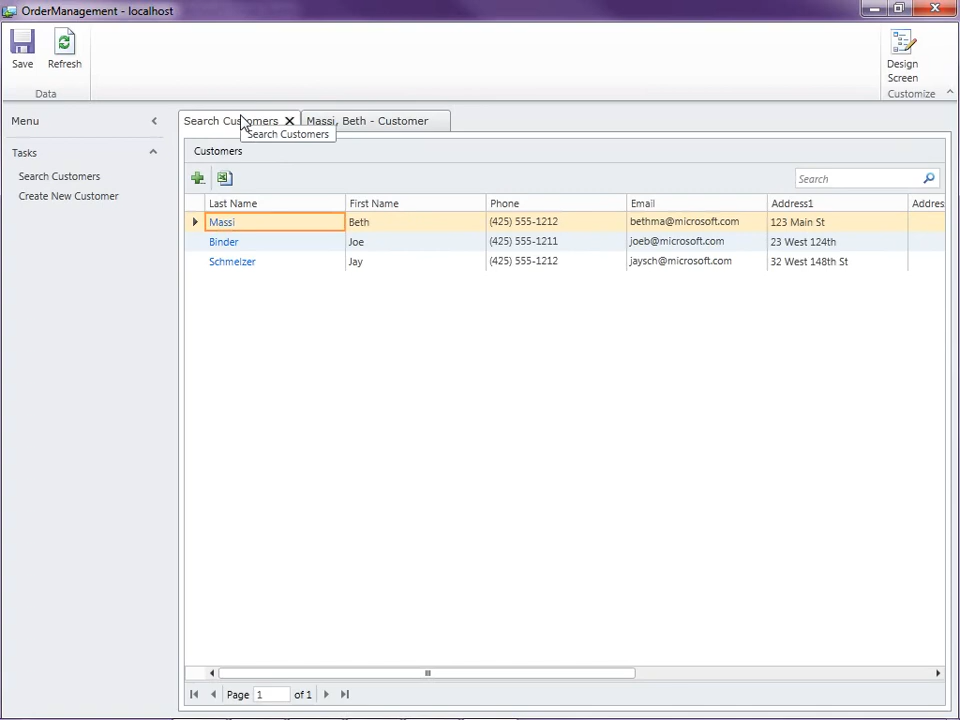 OrderManagement - localhost
Save
Refresh
Data
Design
Screen
Customize
Menu
Search Customers
Massi, Beth - Customer
Search Customers
Tasks
Search Customers
Create New Customer
Customers
Search
Last Name First Name Phone Email Address1 Addres
Massi Beth (425) 555-1212 bethma@microsoft.com 123 Main St
Binder Joe (425) 555-1211 joeb@microsoft.com 23 West 124th
Schmelzer Jay (425) 555-1212 jaysch@microsoft.com 32 West 148th St
Page 1 of 1